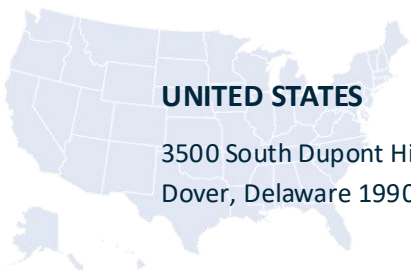 UNITED STATES
3500 South Dupont Hi
Dover, Delaware 1990